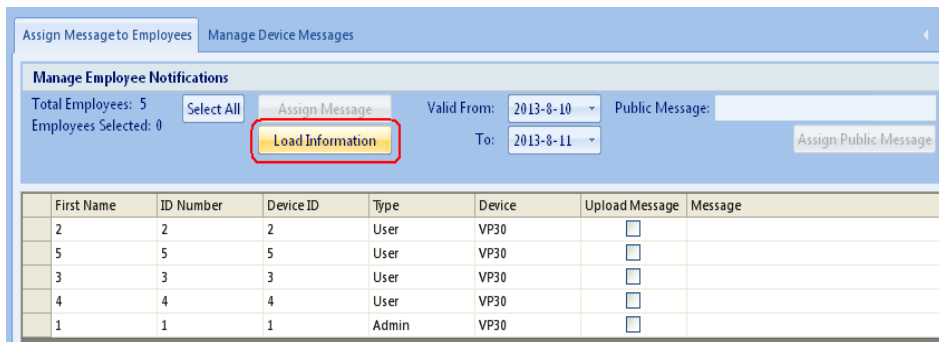 Assign Message to Employees Manage Device Messages
Manage Employee Notifications
Total Employees: 5 Select All Assign Message Valid From: 2013-8-10 Public Message:
Employees Selected: 0 Load Information To: 2013-8-11 Assign Public Message
First Name ID Number Device ID Type Device Upload Message Message
2 2 2 User VP30
5 5 5 User VP30
3 3 3 User VP30
4 4 4 User VP30
1 1 1 Admin VP30